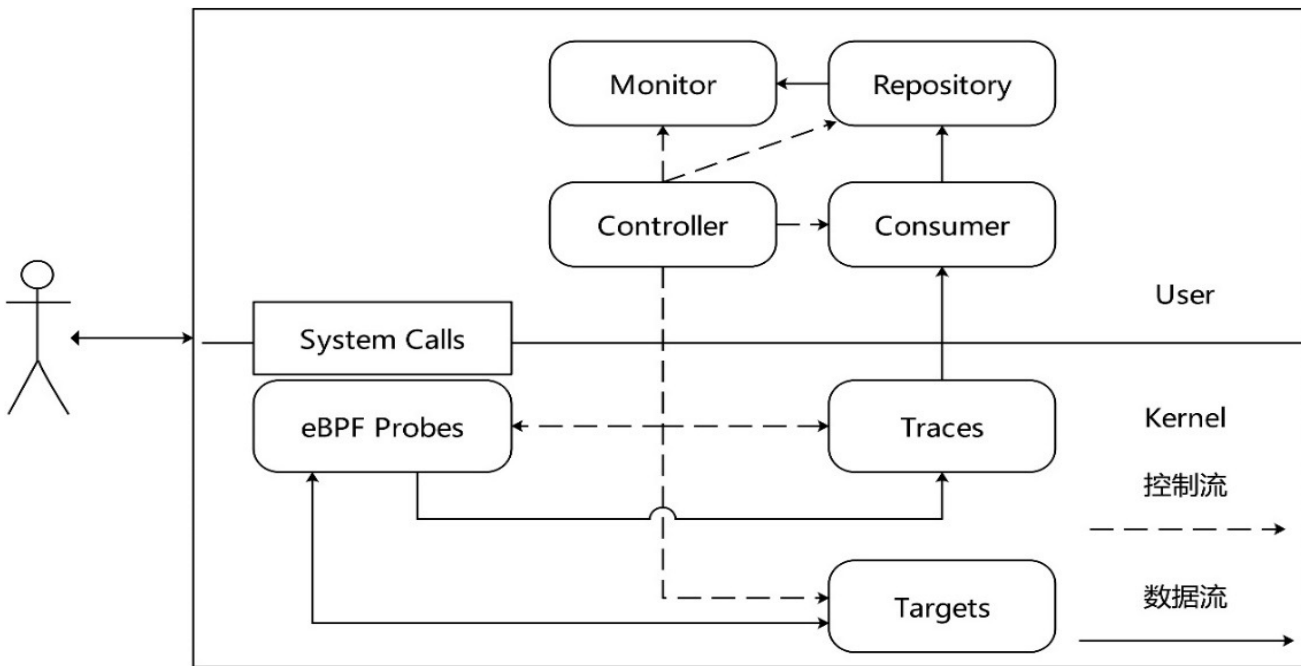 Monitor
Repository
Controller
Consumer
User
System Calls
eBPF Probes
Traces
Kernel
控制流
Targets
数据流